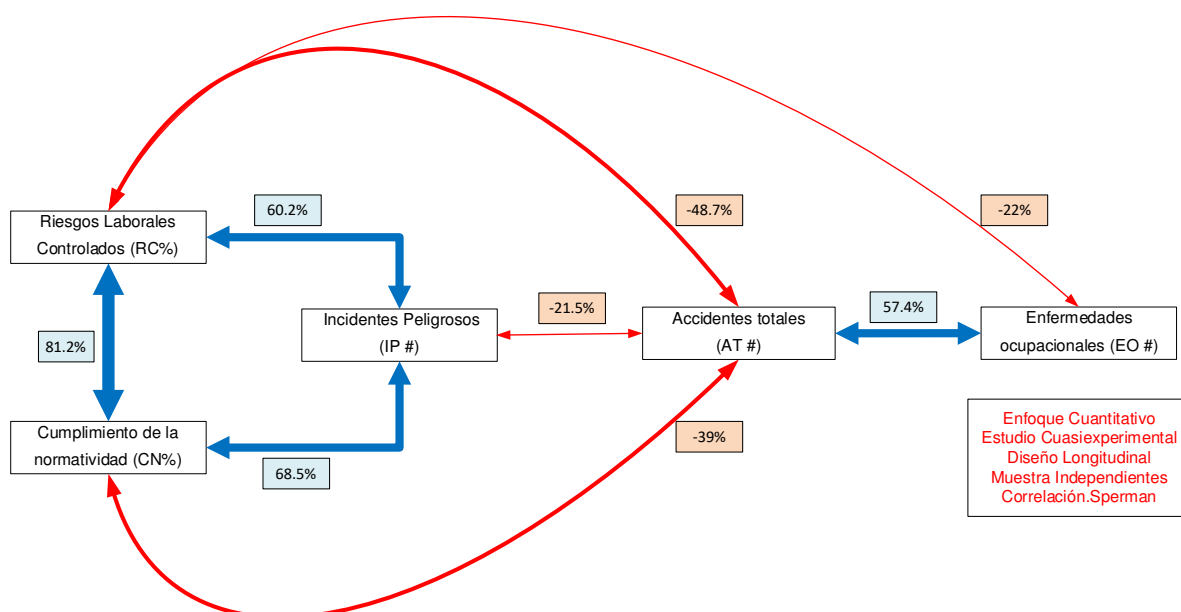 60.2%
-48.7%
-22%
Riesgos Laborales
Controlados (RC%)
81.2%
Incidentes Peligrosos
(IP #)
-21.5%
Accidentes totales
(AT #)
57.4%
Enfermedades
ocupacionales (EO #)
Cumplimiento de la
normatividad (CN%)
68.5%
-39%
Enfoque Cuantitativo
Estudio Cuasiexperimental
Diseño Longitudinal
Muestra Independientes
Correlación.Sperman